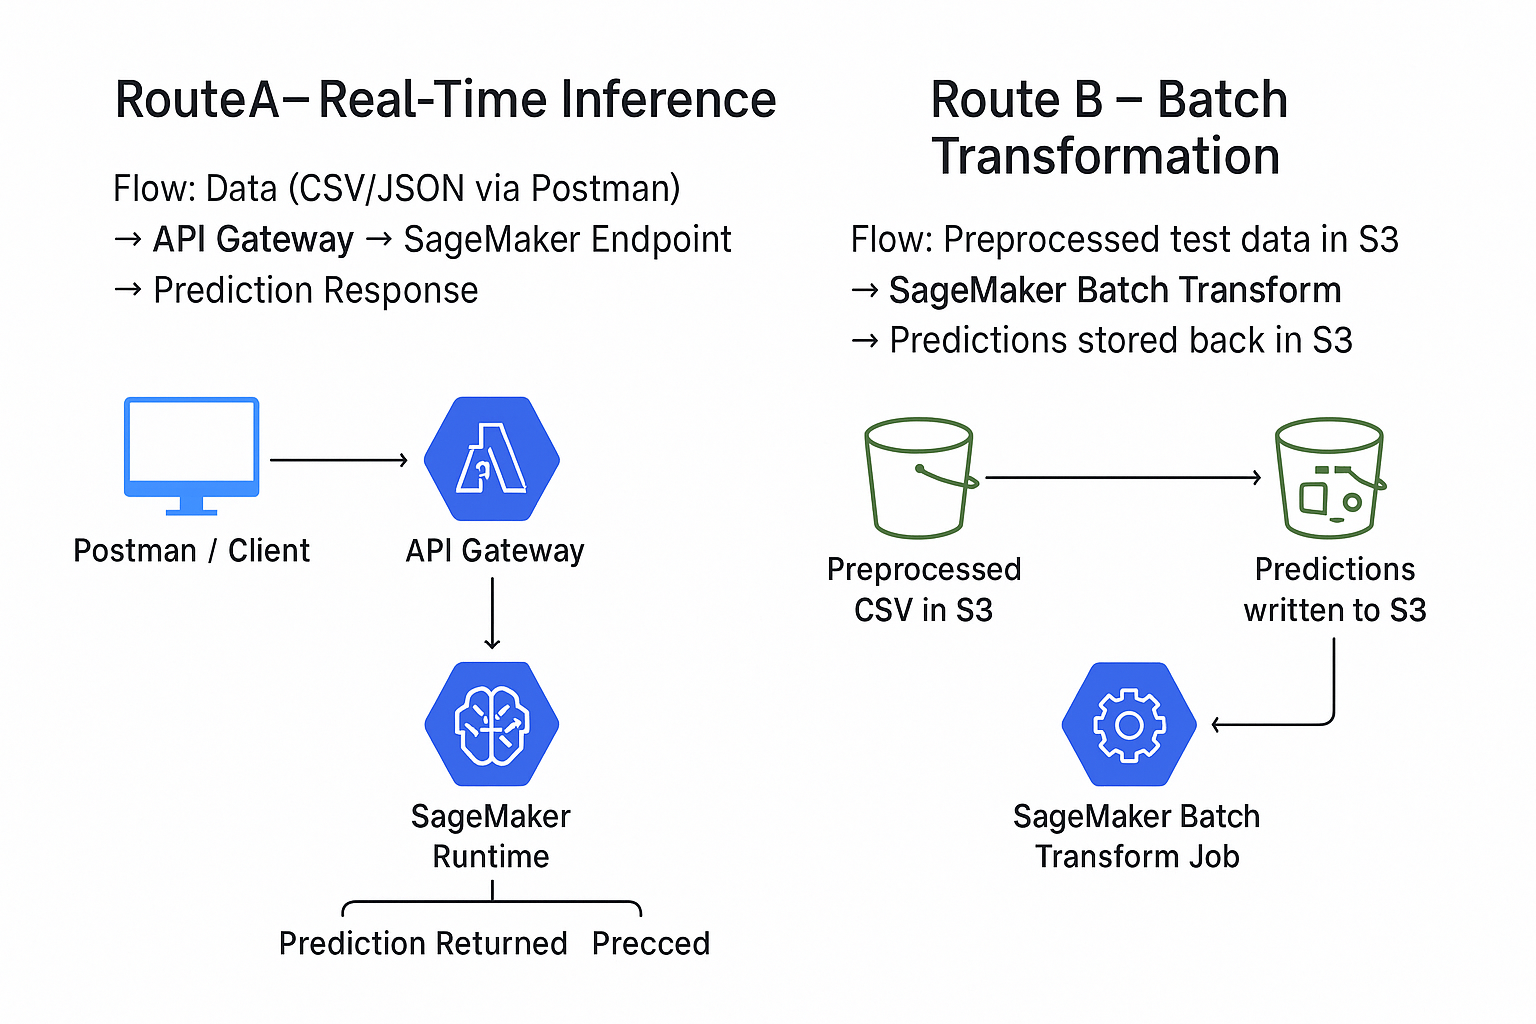 RouteA– Real-Time Inference
Flow: Data (CSV/JSON via Postman)
→ API Gateway → SageMaker Endpoint
→ Prediction Response
Postman / Client
API Gateway
SageMaker
Runtime
Prediction Returned
Precced
Route B – Batch
Transformation
Flow: Preprocessed test data in S3
→ SageMaker Batch Transform
→ Predictions stored back in S3
Preprocessed
CSV in S3
Predictions
written to S3
SageMaker Batch
Transform Job